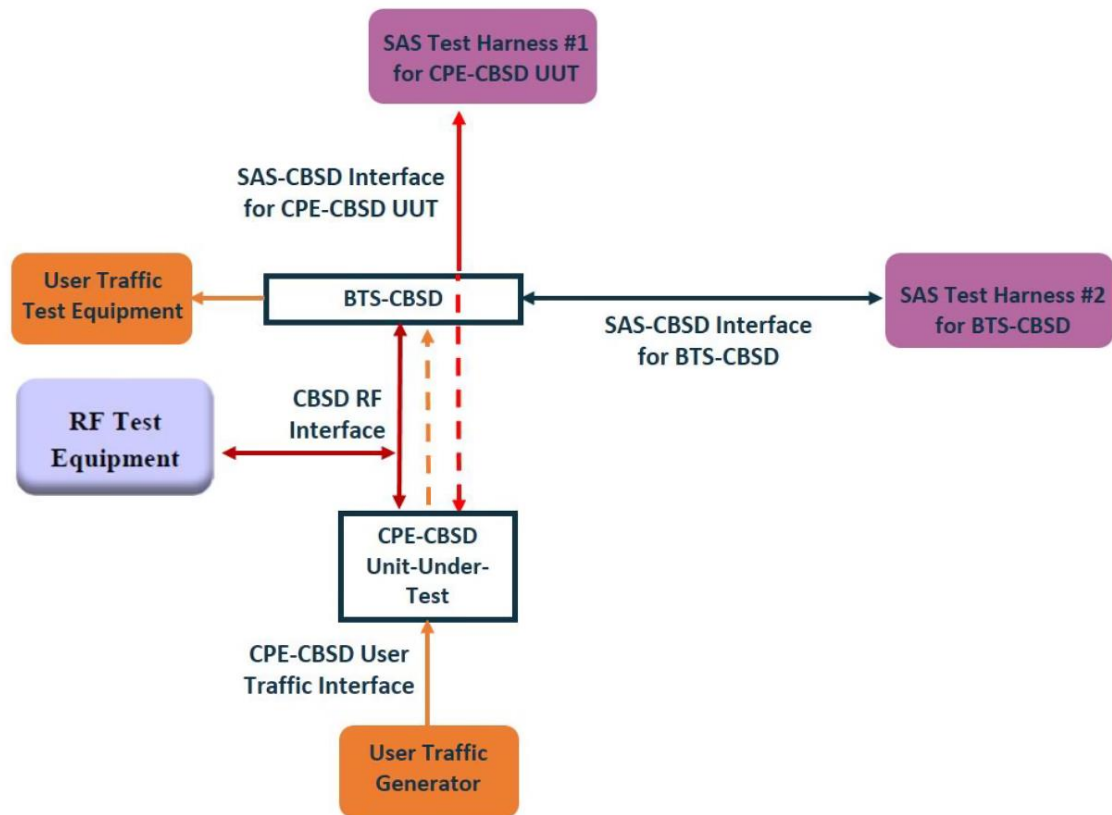 SAS Test Harness #1
for CPE-CBSD UUT
SAS-CBSD Interface
for CPE-CBSD UUT
User Traffic
Test Equipment
BTS-CBSD
SAS Test Harness #2
for BTS-CBSD
SAS-CBSD Interface
for BTS-CBSD
CBSD RF
Interface
RF Test
Equipment
CPE-CBSD
Unit-Under-
Test
CPE-CBSD User
Traffic Interface
User Traffic
Generator